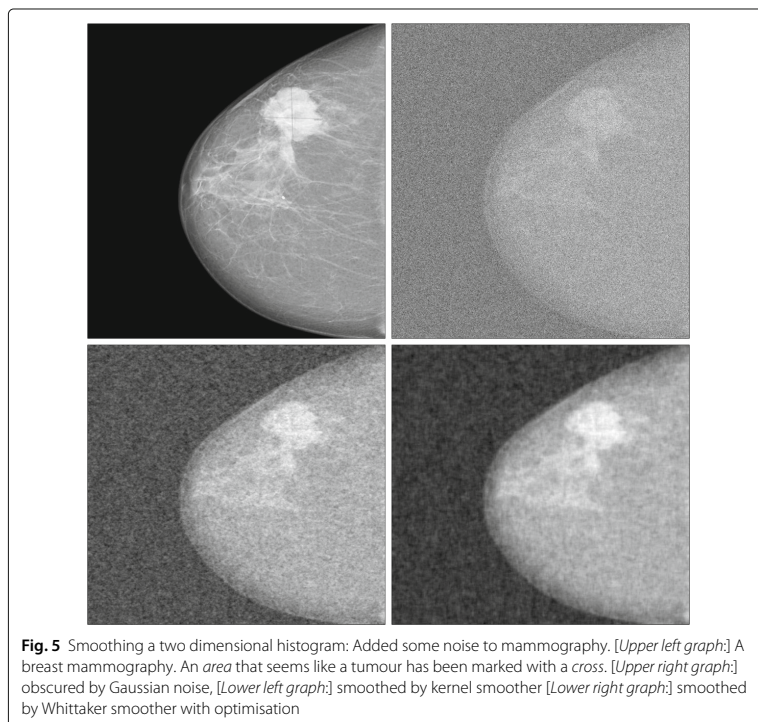 Fig. 5 Smoothing a two dimensional histogram: Added some noise to mammography. [Upper left graph:] A
breast mammography. An area that seems like a tumour has been marked with a cross. [Upper right graph:]
obscured by Gaussian noise, [Lower left graph:] smoothed by kernel smoother [Lower right graph:] smoothed
by Whittaker smoother with optimisation